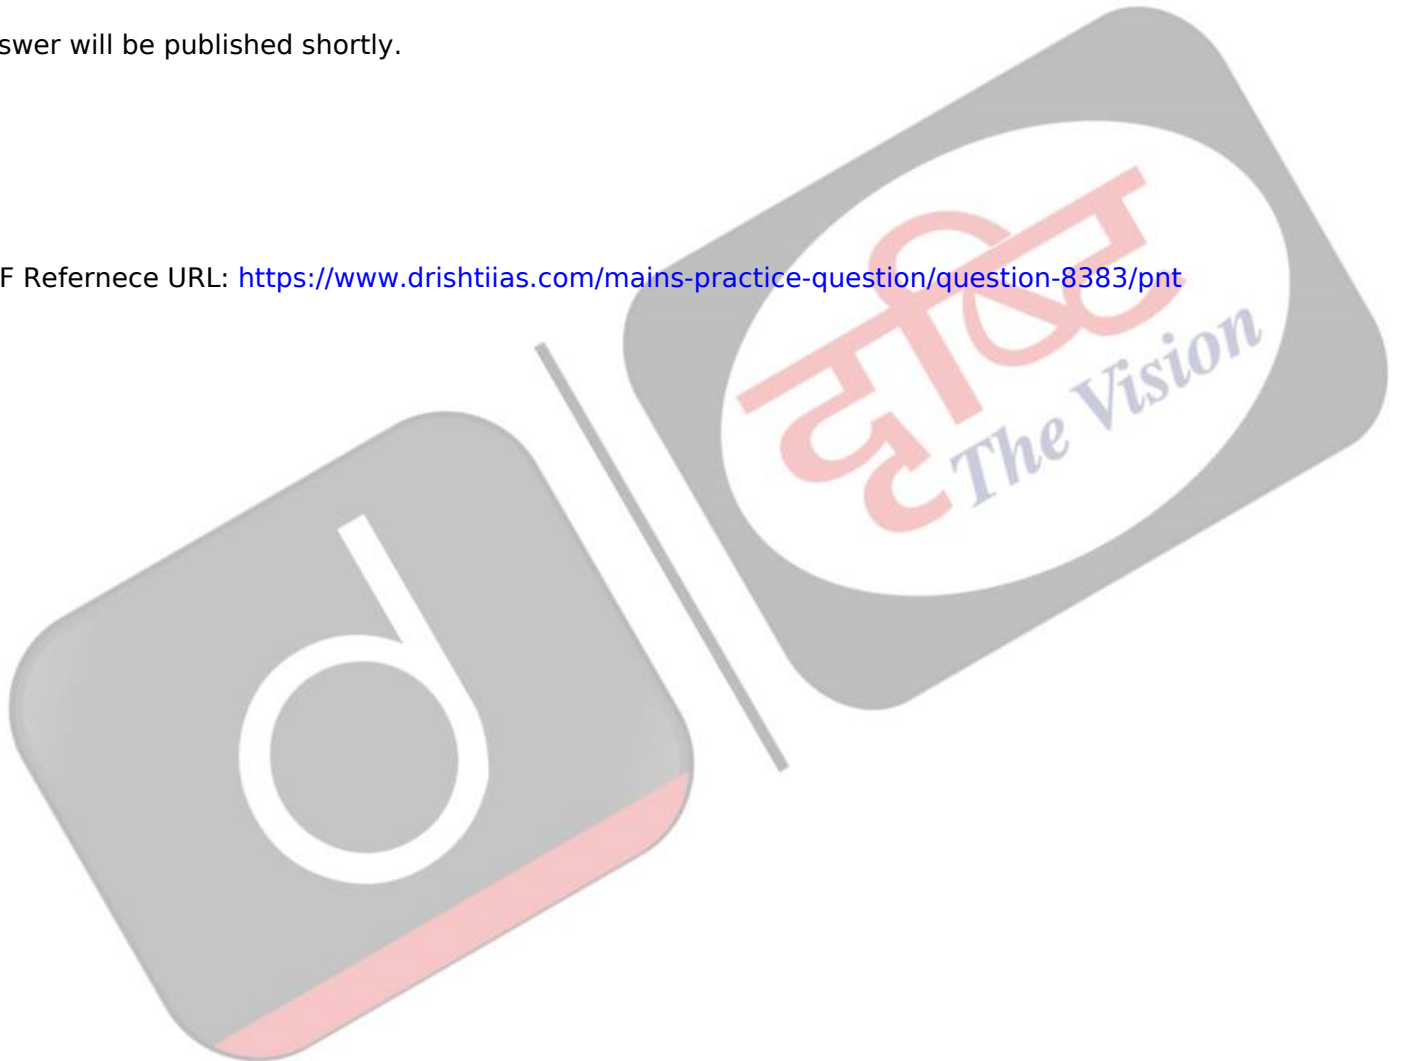 swer will be published shortly.
F Refernece URL: https://www.drishtiias.com/mains-practice-question/question-8383/pnt
दृष्टि
The Vision
d